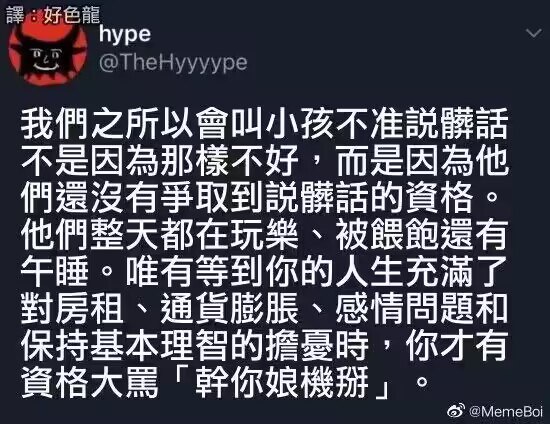 譯：好色龍
hype
@TheHyyyype
我們之所以會叫小孩不准説髒話
不是因為那樣不好，而是因為他
們還沒有爭取到説髒話的資格。
他們整天都在玩樂、被餵飽還有
午睡。唯有等到你的人生充滿了
對房租、通貨膨脹、感情問題和
保持基本理智的擔憂時，你才有
資格大罵「幹你娘機掰」。
@MemeBoi